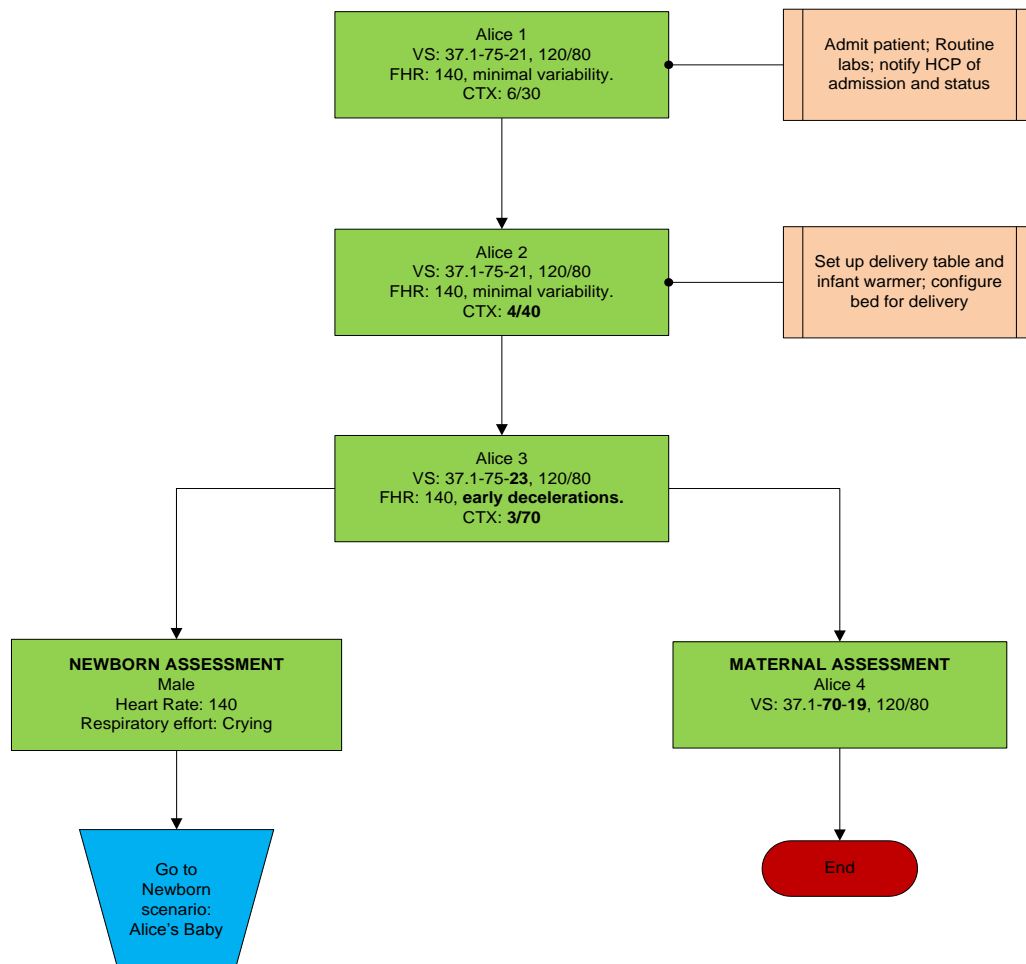 Alice 1
VS: 37.1-75-21, 120/80
FHR: 140, minimal variability.
CTX: 6/30
Admit patient; Routine
labs; notify HCP of
admission and status
Alice 2
VS: 37.1-75-21, 120/80
FHR: 140, minimal variability.
CTX: 4/40
Set up delivery table and
infant warmer; configure
bed for delivery
Alice 3
VS: 37.1-75-23, 120/80
FHR: 140, early decelerations.
CTX: 3/70
NEWBORN ASSESSMENT
Male
Heart Rate: 140
Respiratory effort: Crying
MATERNAL ASSESSMENT
Alice 4
VS: 37.1-70-19, 120/80
Go to
Newborn
scenario:
Alice’s Baby
End